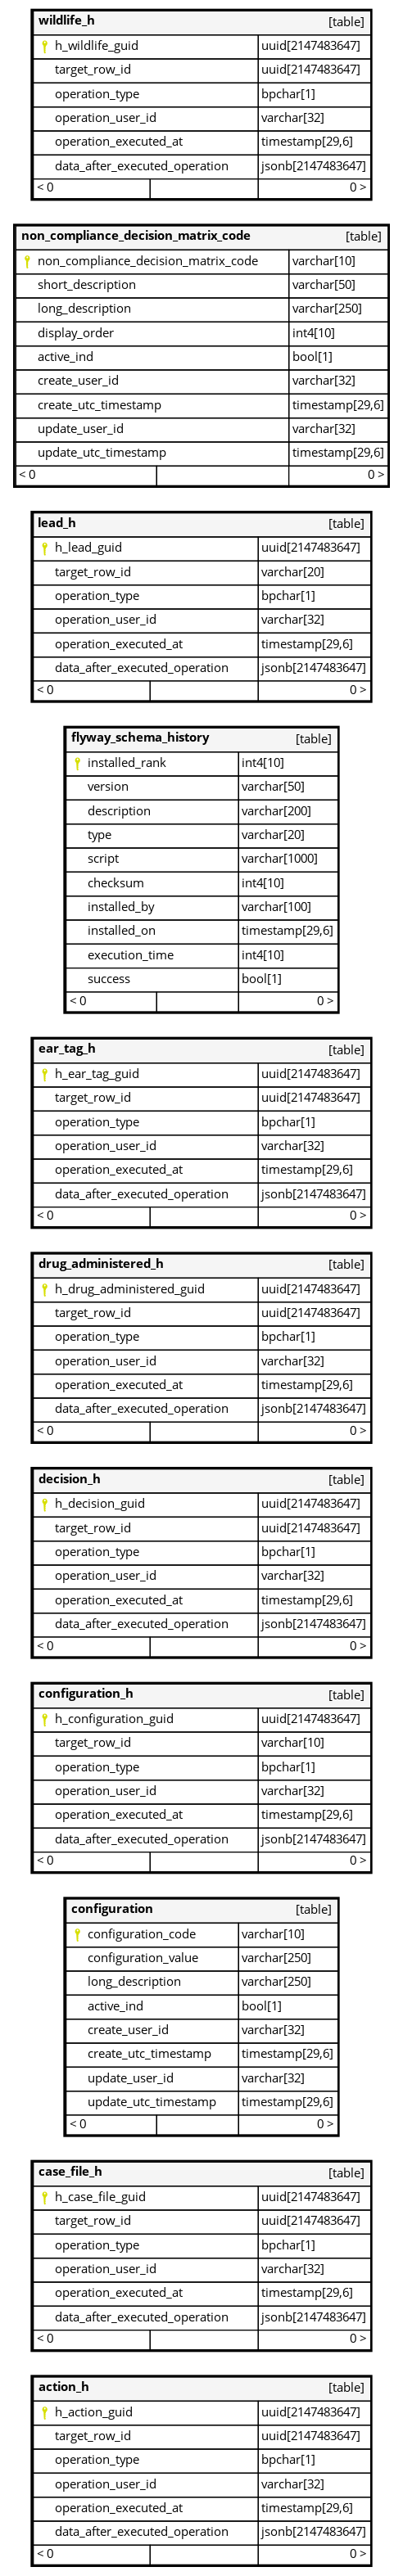 wildlife_h [table]
h_wildlife_guid uuid[2147483647]
target_row_id uuid[2147483647]
operation_type bpchar[1]
operation_user_id varchar[32]
operation_executed_at timestamp[29,6]
data_after_executed_operation jsonb[2147483647]
< 0 0 >
non_compliance_decision_matrix_code [table]
non_compliance_decision_matrix_code varchar[10]
short_description varchar[50]
long_description varchar[250]
display_order int4[10]
active_ind bool[1]
create_user_id varchar[32]
create_utc_timestamp timestamp[29,6]
update_user_id varchar[32]
update_utc_timestamp timestamp[29,6]
< 0 0 >
lead_h [table]
h_lead_guid uuid[2147483647]
target_row_id varchar[20]
operation_type bpchar[1]
operation_user_id varchar[32]
operation_executed_at timestamp[29,6]
data_after_executed_operation jsonb[2147483647]
< 0 0 >
flyway_schema_history [table]
installed_rank int4[10]
version varchar[50]
description varchar[200]
type varchar[20]
script varchar[1000]
checksum int4[10]
installed_by varchar[100]
installed_on timestamp[29,6]
execution_time int4[10]
success bool[1]
< 0 0 >
ear_tag_h [table]
h_ear_tag_guid uuid[2147483647]
target_row_id uuid[2147483647]
operation_type bpchar[1]
operation_user_id varchar[32]
operation_executed_at timestamp[29,6]
data_after_executed_operation jsonb[2147483647]
< 0 0 >
drug_administered_h [table]
h_drug_administered_guid uuid[2147483647]
target_row_id uuid[2147483647]
operation_type bpchar[1]
operation_user_id varchar[32]
operation_executed_at timestamp[29,6]
data_after_executed_operation jsonb[2147483647]
< 0 0 >
decision_h [table]
h_decision_guid uuid[2147483647]
target_row_id uuid[2147483647]
operation_type bpchar[1]
operation_user_id varchar[32]
operation_executed_at timestamp[29,6]
data_after_executed_operation jsonb[2147483647]
< 0 0 >
configuration_h [table]
h_configuration_guid uuid[2147483647]
target_row_id varchar[10]
operation_type bpchar[1]
operation_user_id varchar[32]
operation_executed_at timestamp[29,6]
data_after_executed_operation jsonb[2147483647]
< 0 0 >
configuration [table]
configuration_code varchar[10]
configuration_value varchar[250]
long_description varchar[250]
active_ind bool[1]
create_user_id varchar[32]
create_utc_timestamp timestamp[29,6]
update_user_id varchar[32]
update_utc_timestamp timestamp[29,6]
< 0 0 >
case_file_h [table]
h_case_file_guid uuid[2147483647]
target_row_id uuid[2147483647]
operation_type bpchar[1]
operation_user_id varchar[32]
operation_executed_at timestamp[29,6]
data_after_executed_operation jsonb[2147483647]
< 0 0 >
action_h [table]
h_action_guid uuid[2147483647]
target_row_id uuid[2147483647]
operation_type bpchar[1]
operation_user_id varchar[32]
operation_executed_at timestamp[29,6]
data_after_executed_operation jsonb[2147483647]
< 0 0 >